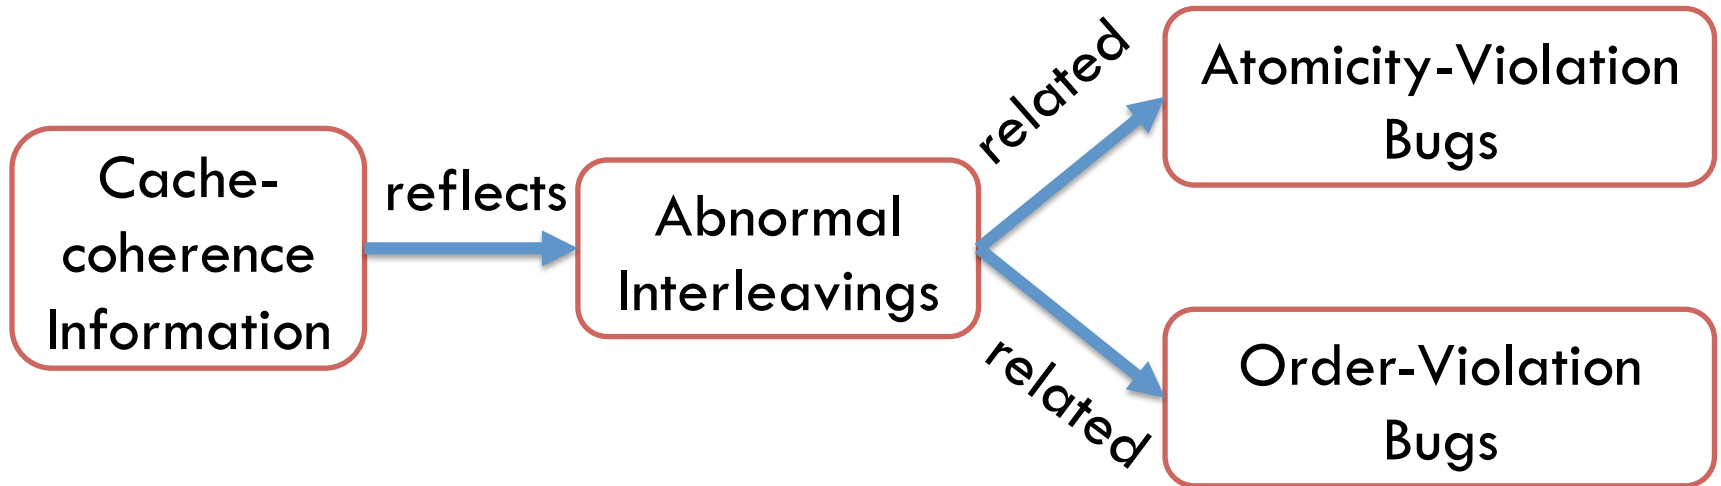 Cache-
coherence
Information
reflects
Abnormal
Interleavings
related
Atomicity-Violation
Bugs
related
Order-Violation
Bugs